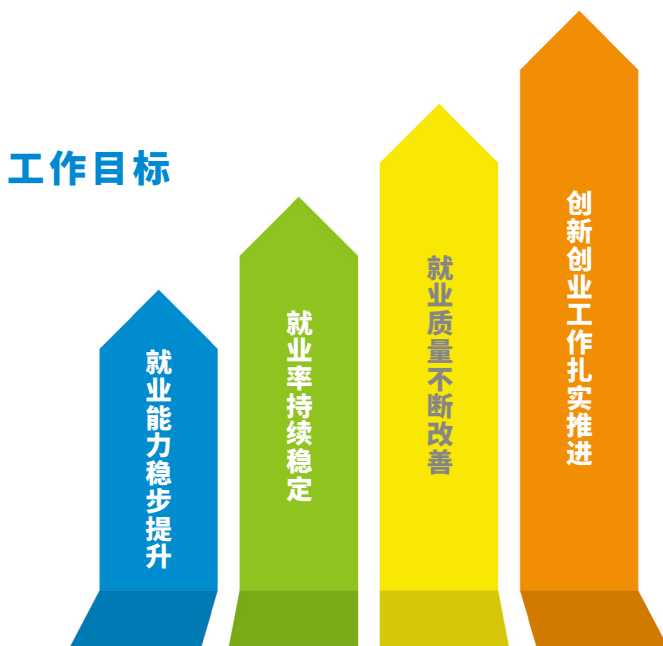 工作目标
就业能力稳步提升
就业率持续稳定
就业质量不断改善
创新创业工作扎实推进